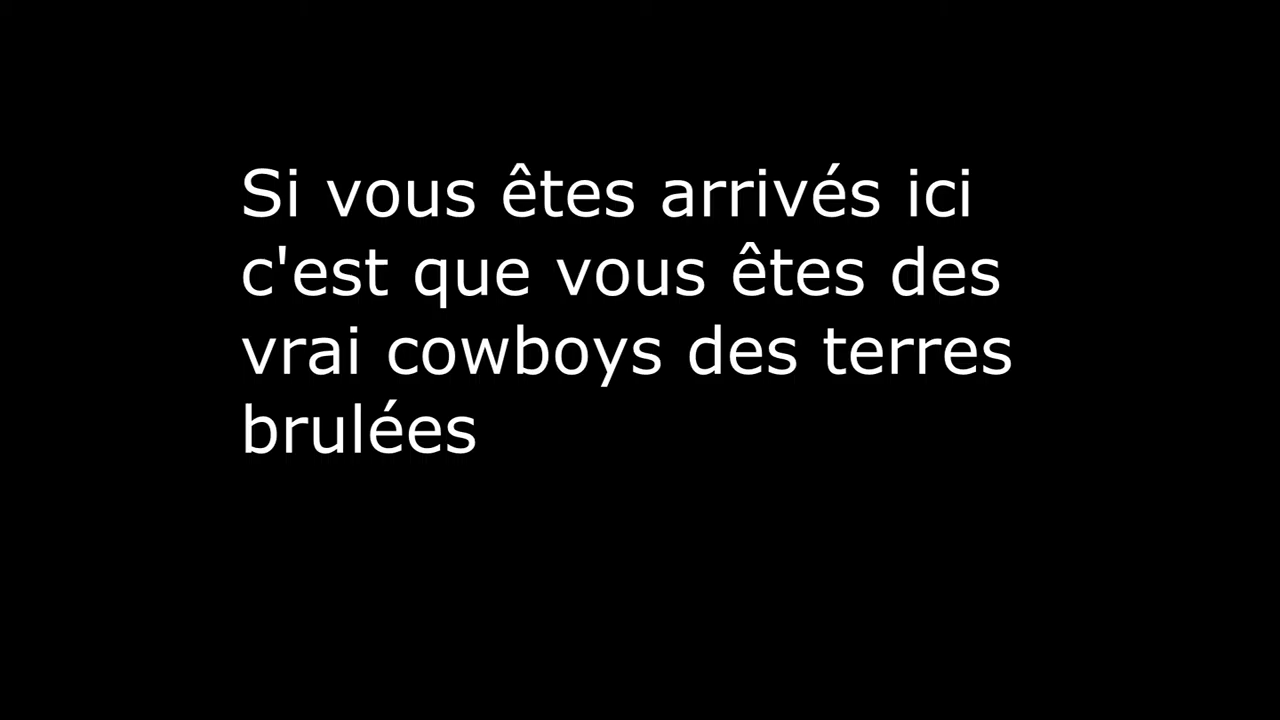 Si vous êtes arrivés ici
c'est que vous êtes des
vrai cowboys des terres
brulées